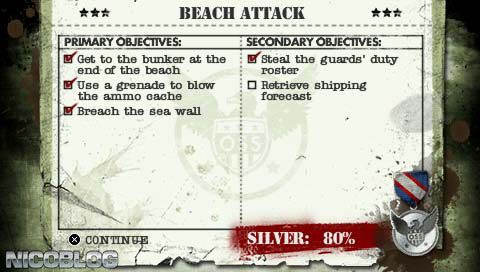 BEACH ATTACK
PRIMARY OBJECTIVES:
Get to the bunker at the
end of the beach
Use a grenade to blow
the ammo cache
Breach the sea wall
SECONDARY OBJECTIVES:
Steal the guards' duty
roster
Retrieve shipping
forecast
OSS
CONTINUE
SILVER: 80%
NICOBLOG